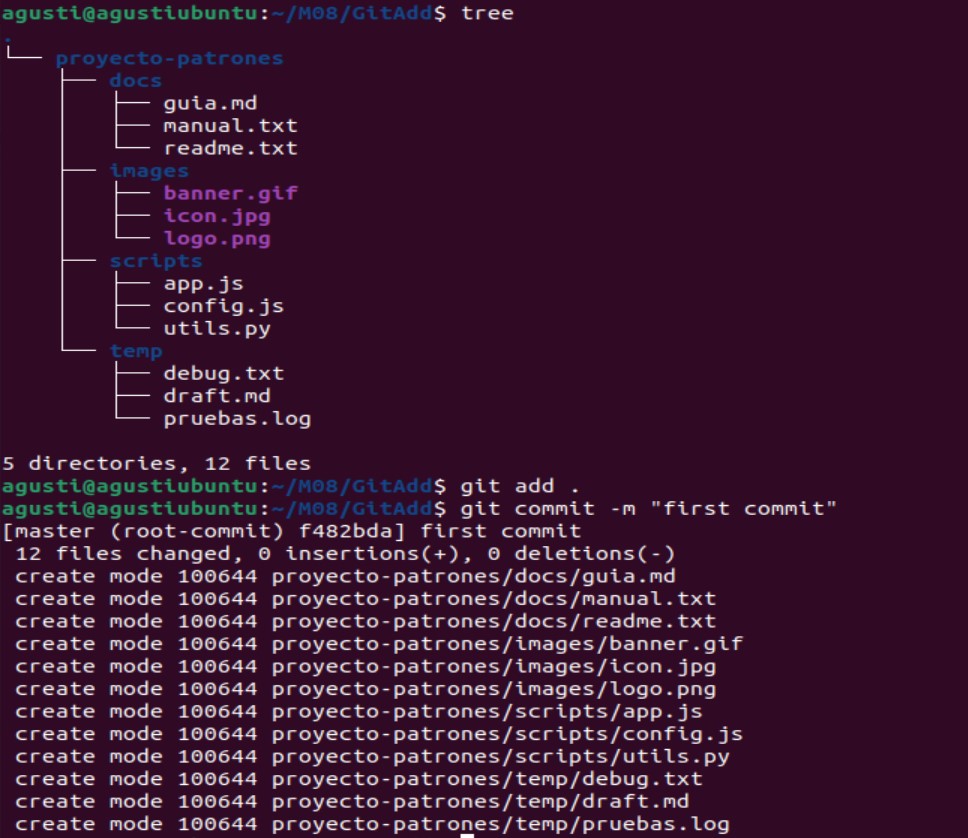 agusti@agustiubuntu:~/M08/GitAdd$ tree
.
└── proyecto-patrones
    ├── docs
    │   ├── guia.md
    │   ├── manual.txt
    │   └── readme.txt
    ├── images
    │   ├── banner.gif
    │   ├── icon.jpg
    │   └── logo.png
    ├── scripts
    │   ├── app.js
    │   ├── config.js
    │   └── utils.py
    └── temp
        ├── debug.txt
        ├── draft.md
        └── pruebas.log
5 directories, 12 files
agusti@agustiubuntu:~/M08/GitAdd$ git add .
agusti@agustiubuntu:~/M08/GitAdd$ git commit -m "first commit"
[master (root-commit) f482bda] first commit
 12 files changed, 0 insertions(+), 0 deletions(-)
 create mode 100644 proyecto-patrones/docs/guia.md
 create mode 100644 proyecto-patrones/docs/manual.txt
 create mode 100644 proyecto-patrones/docs/readme.txt
 create mode 100644 proyecto-patrones/images/banner.gif
 create mode 100644 proyecto-patrones/images/icon.jpg
 create mode 100644 proyecto-patrones/images/logo.png
 create mode 100644 proyecto-patrones/scripts/app.js
 create mode 100644 proyecto-patrones/scripts/config.js
 create mode 100644 proyecto-patrones/scripts/utils.py
 create mode 100644 proyecto-patrones/temp/debug.txt
 create mode 100644 proyecto-patrones/temp/draft.md
 create mode 100644 proyecto-patrones/temp/pruebas.log